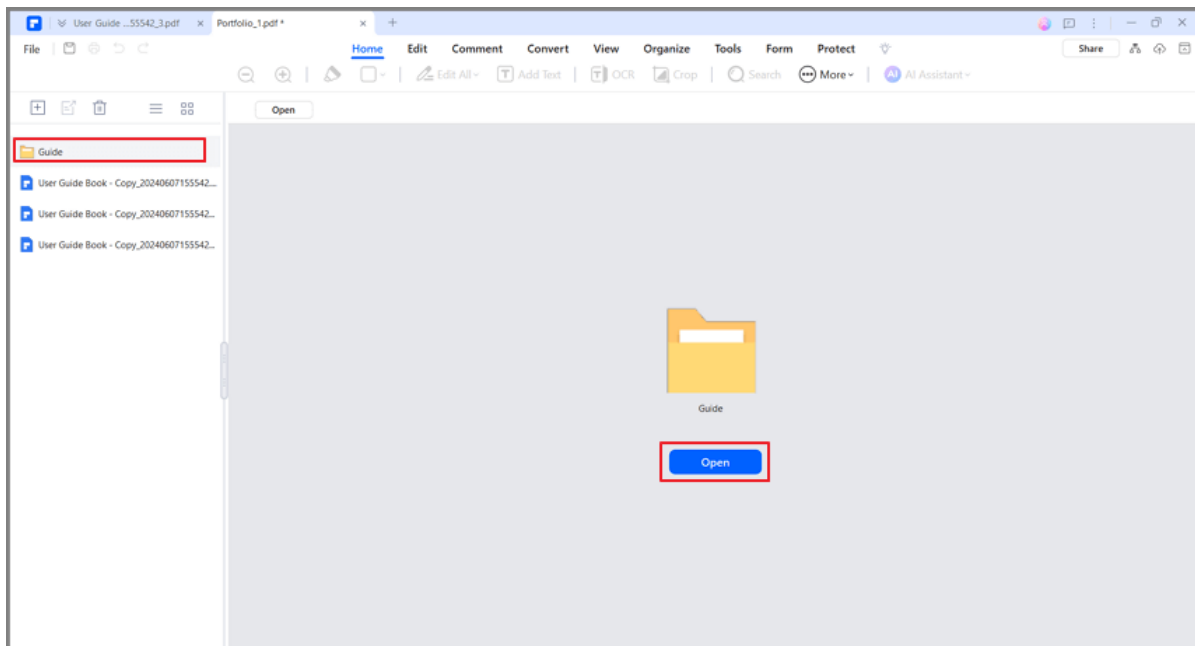 User Guide ...55542_3.pdf
Portfolio_1.pdf *
File
Home Edit Comment Convert View Organize Tools Form Protect
Share
Edit All
Add Text
OCR
Crop
Search
More
AI AI Assistant
Open
Guide
User Guide Book - Copy_20240607155542...
User Guide Book - Copy_20240607155542...
User Guide Book - Copy_20240607155542...
Guide
Open